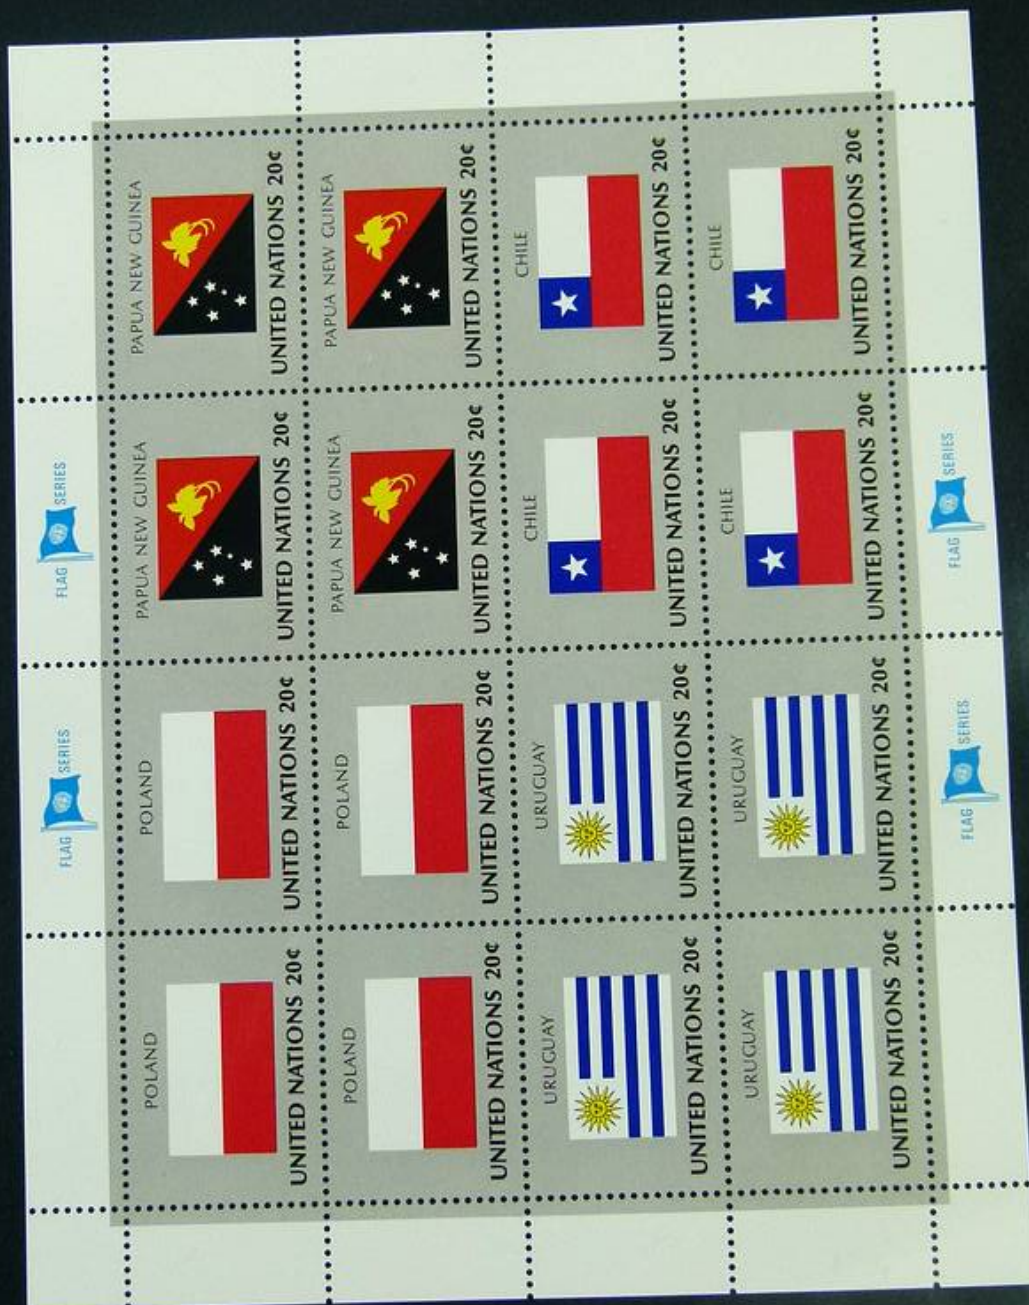 FLAG SERIES
FLAG SERIES
POLAND
UNITED NATIONS 20¢
POLAND
UNITED NATIONS 20¢
PAPUA NEW GUINEA
UNITED NATIONS 20¢
PAPUA NEW GUINEA
UNITED NATIONS 20¢
POLAND
UNITED NATIONS 20¢
POLAND
UNITED NATIONS 20¢
PAPUA NEW GUINEA
UNITED NATIONS 20¢
PAPUA NEW GUINEA
UNITED NATIONS 20¢
URUGUAY
UNITED NATIONS 20¢
URUGUAY
UNITED NATIONS 20¢
CHILE
UNITED NATIONS 20¢
CHILE
UNITED NATIONS 20¢
URUGUAY
UNITED NATIONS 20¢
URUGUAY
UNITED NATIONS 20¢
CHILE
UNITED NATIONS 20¢
CHILE
UNITED NATIONS 20¢
FLAG SERIES
FLAG SERIES